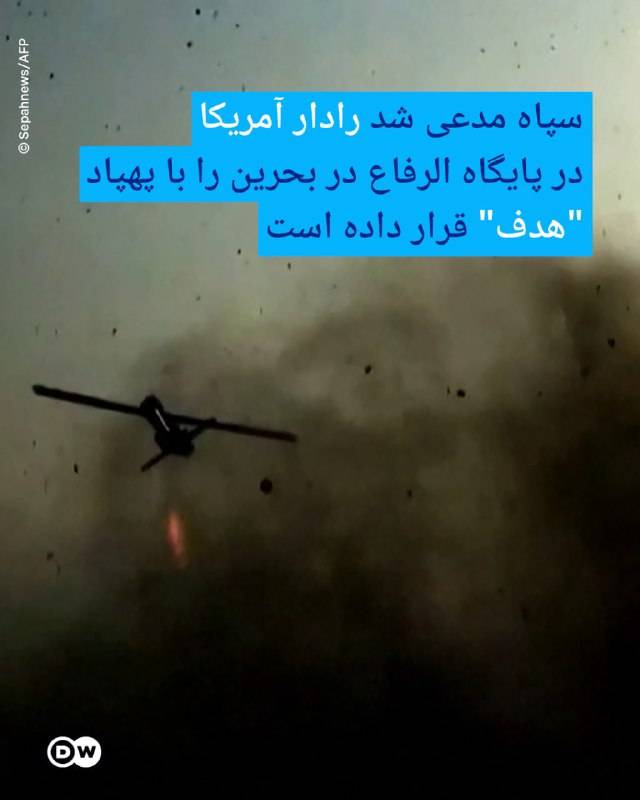 © Sepahnews/AFP
سپاه مدعی شد رادار آمریکا
در پایگاه الرفاع در بحرین را با پهپاد
"هدف" قرار داده است
DW